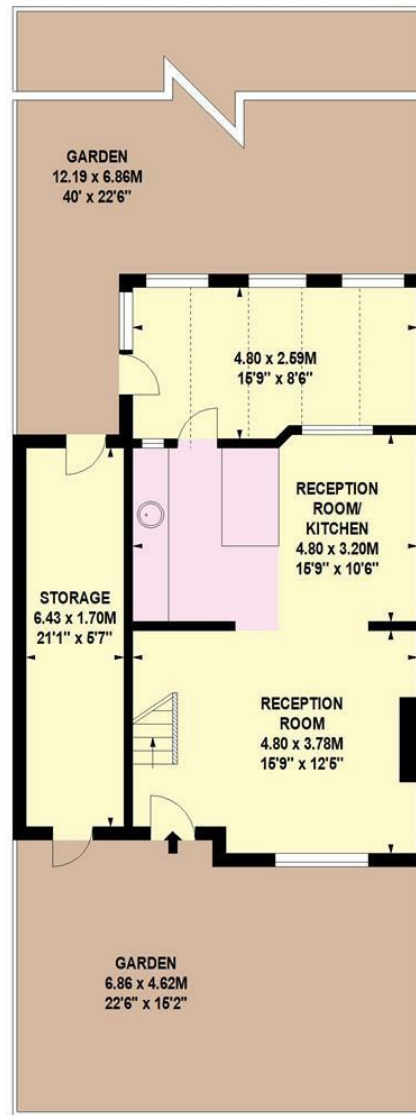 GARDEN
12.19 x 6.86M
40' x 22'6"
4.80 x 2.59M
15'9" x 8'6"
RECEPTION
ROOM/
KITCHEN
4.80 x 3.20M
15'9" x 10'6"
STORAGE
6.43 x 1.70M
21'1" x 5'7"
RECEPTION
ROOM
4.80 x 3.78M
15'9" x 12'5"
GARDEN
6.86 x 4.62M
22'6" x 15'2"